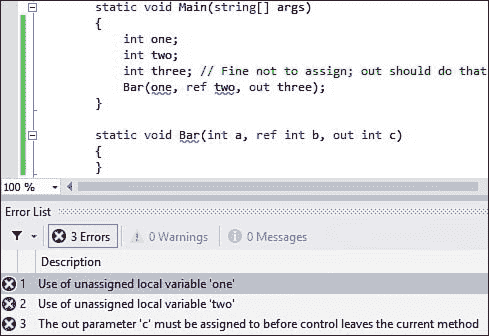 static void Main(string[] args)
{
int one;
int two;
int three; // Fine not to assign; out should do that
Bar(one, ref two, out three);
}
static void Bar(int a, ref int b, out int c)
{
}
100 %
Error List
3 Errors 0 Warnings 0 Messages
Description
1 Use of unassigned local variable 'one'
2 Use of unassigned local variable 'two'
3 The out parameter 'c' must be assigned to before control leaves the current method